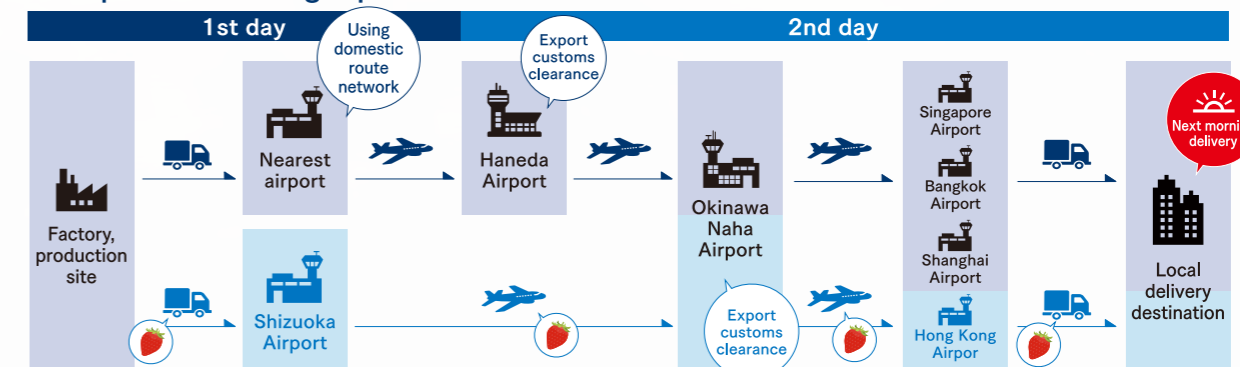 1st day
2nd day
Using
domestic
route
network
Export
customs
clearance
Nearest
airport
Haneda
Airport
Okinawa
Naha
Airport
Singapore
Airport
Bangkok
Airport
Shanghai
Airport
Factory,
production
site
Shizuoka
Airport
Export
customs
clearance
Hong Kong
Airpor
Local
delivery
destination
Next
delivery